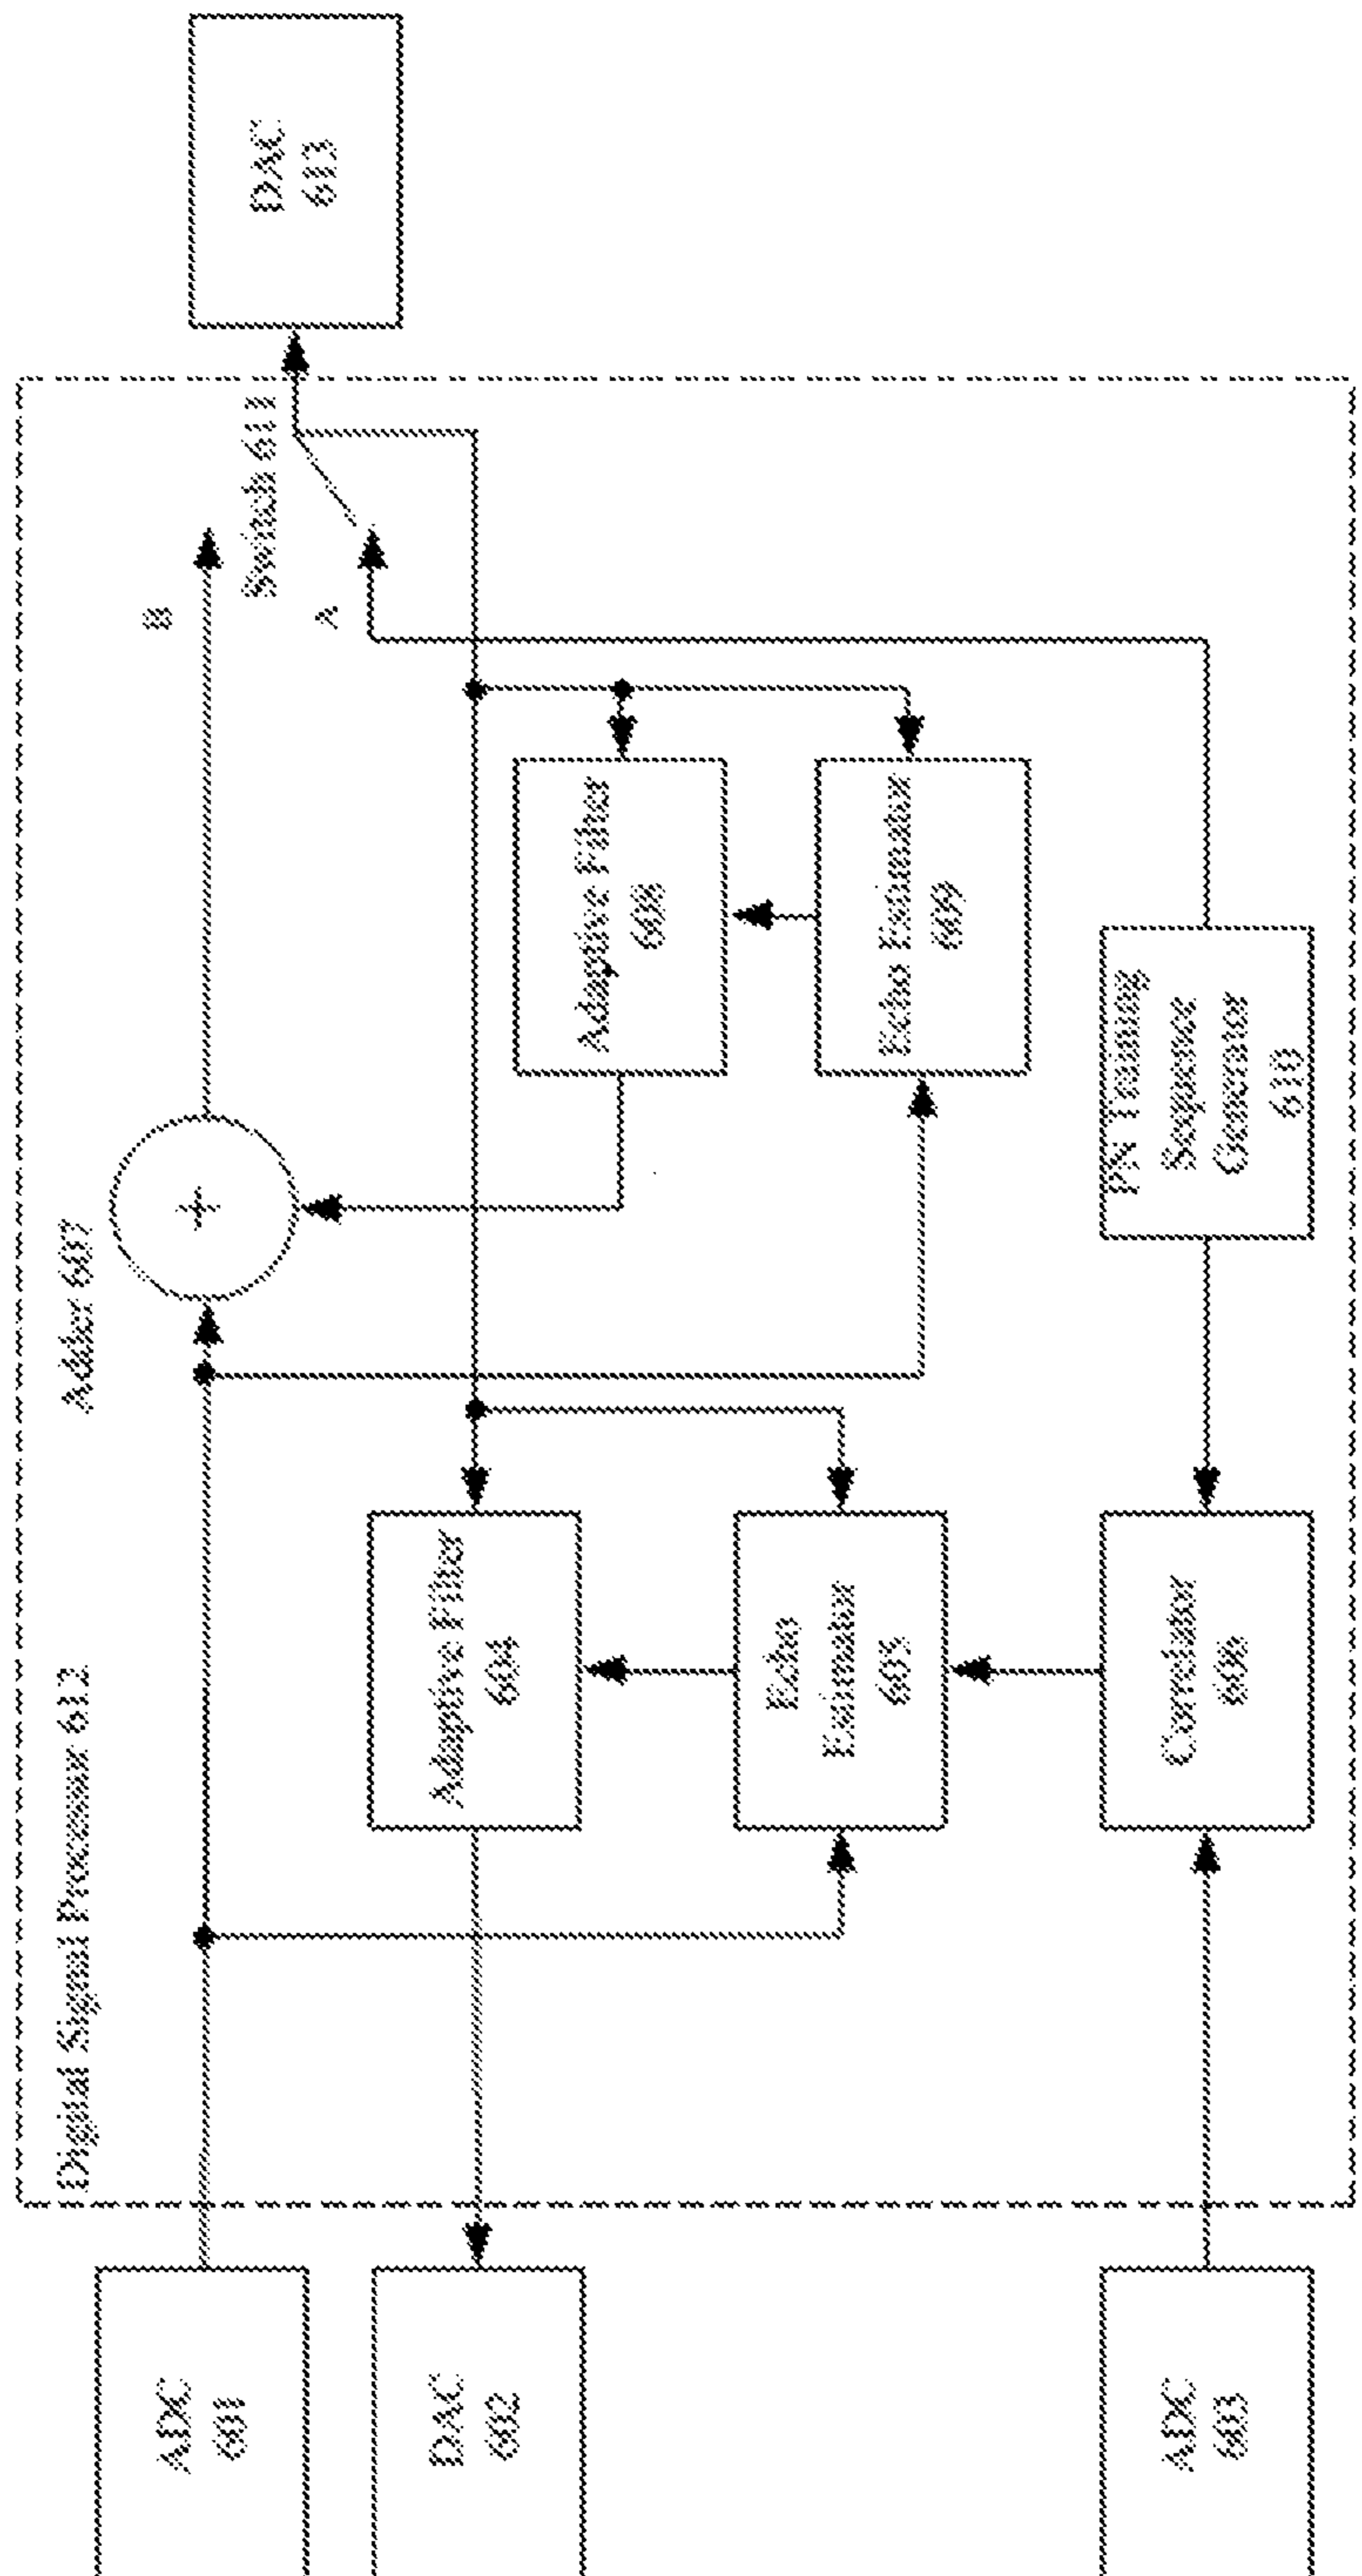 Digital Signal Processor 612
Adder 607
+
B
Switch 611
A
ADC
601
DAC
602
ADC
603
Adaptive Filter
604
Echo
Estimator
605
Correlator
606
Adaptive Filter
608
Echo Estimator
609
PN Training
Sequence
Generator
610
DAC
613